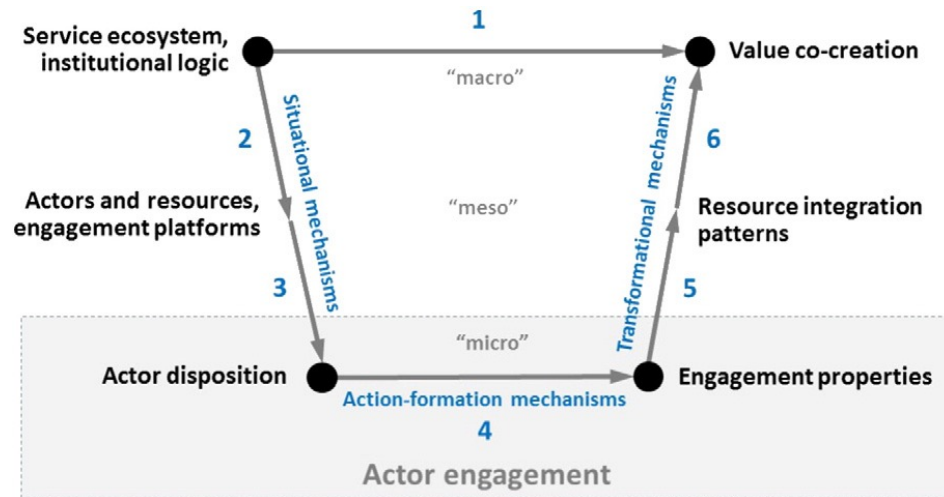 1
Service ecosystem,
institutional logic
Value co-creation
“macro”
2
Situational mechanisms
Transformational mechanisms
6
Actors and resources,
engagement platforms
“meso”
Resource integration
patterns
3
5
“micro”
Actor disposition
Engagement properties
Action-formation mechanisms
4
Actor engagement